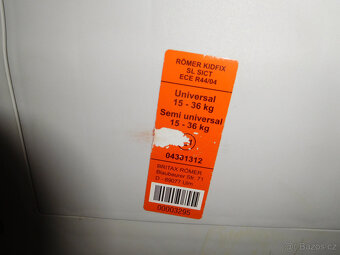 RÖMER KIDFIX
SL SICT
ECE R44/04
Universal
15 - 36 kg
Semi universal
15 - 36 kg
04331312
BRITAX RÖMER
Blaubeurer Str. 71
D - 89077 Ulm
00003205
bazos.cz